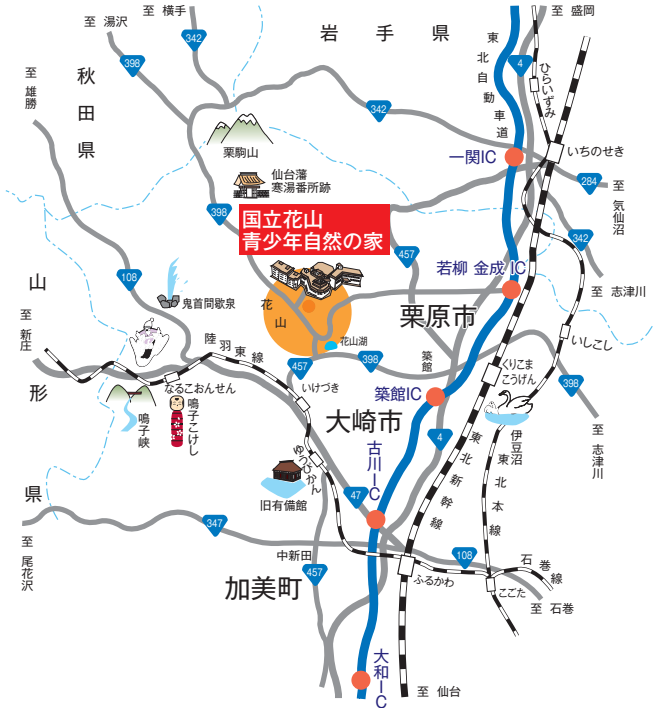 至 横手
至 湯沢
342
398
岩手県
至 盛岡
東北自動車道
4
ひらいずみ
至 雄勝
秋田県
342
栗駒山
一関IC
いちのせき
仙台藩
寒湯番所跡
284
至 気仙沼
398
国立花山
青少年自然の家
342
457
若柳 金成 IC
至 志津川
108
鬼首間歇泉
花山
栗原市
山形県
至 新庄
陸羽東線
花山湖
築館
いしこし
457
398
くりこま
こうげん
398
なるこおんせん
いけづき
築館IC
鳴子峡
鳴子こけし
大崎市
伊豆沼
至 志津川
4
古川IC
ゆうびかん
東北新幹線
東北本線
旧有備館
47
347
至 尾花沢
中新田
457
108
石巻線
ふるかわ
こごた
加美町
至 石巻
大和IC
至 仙台